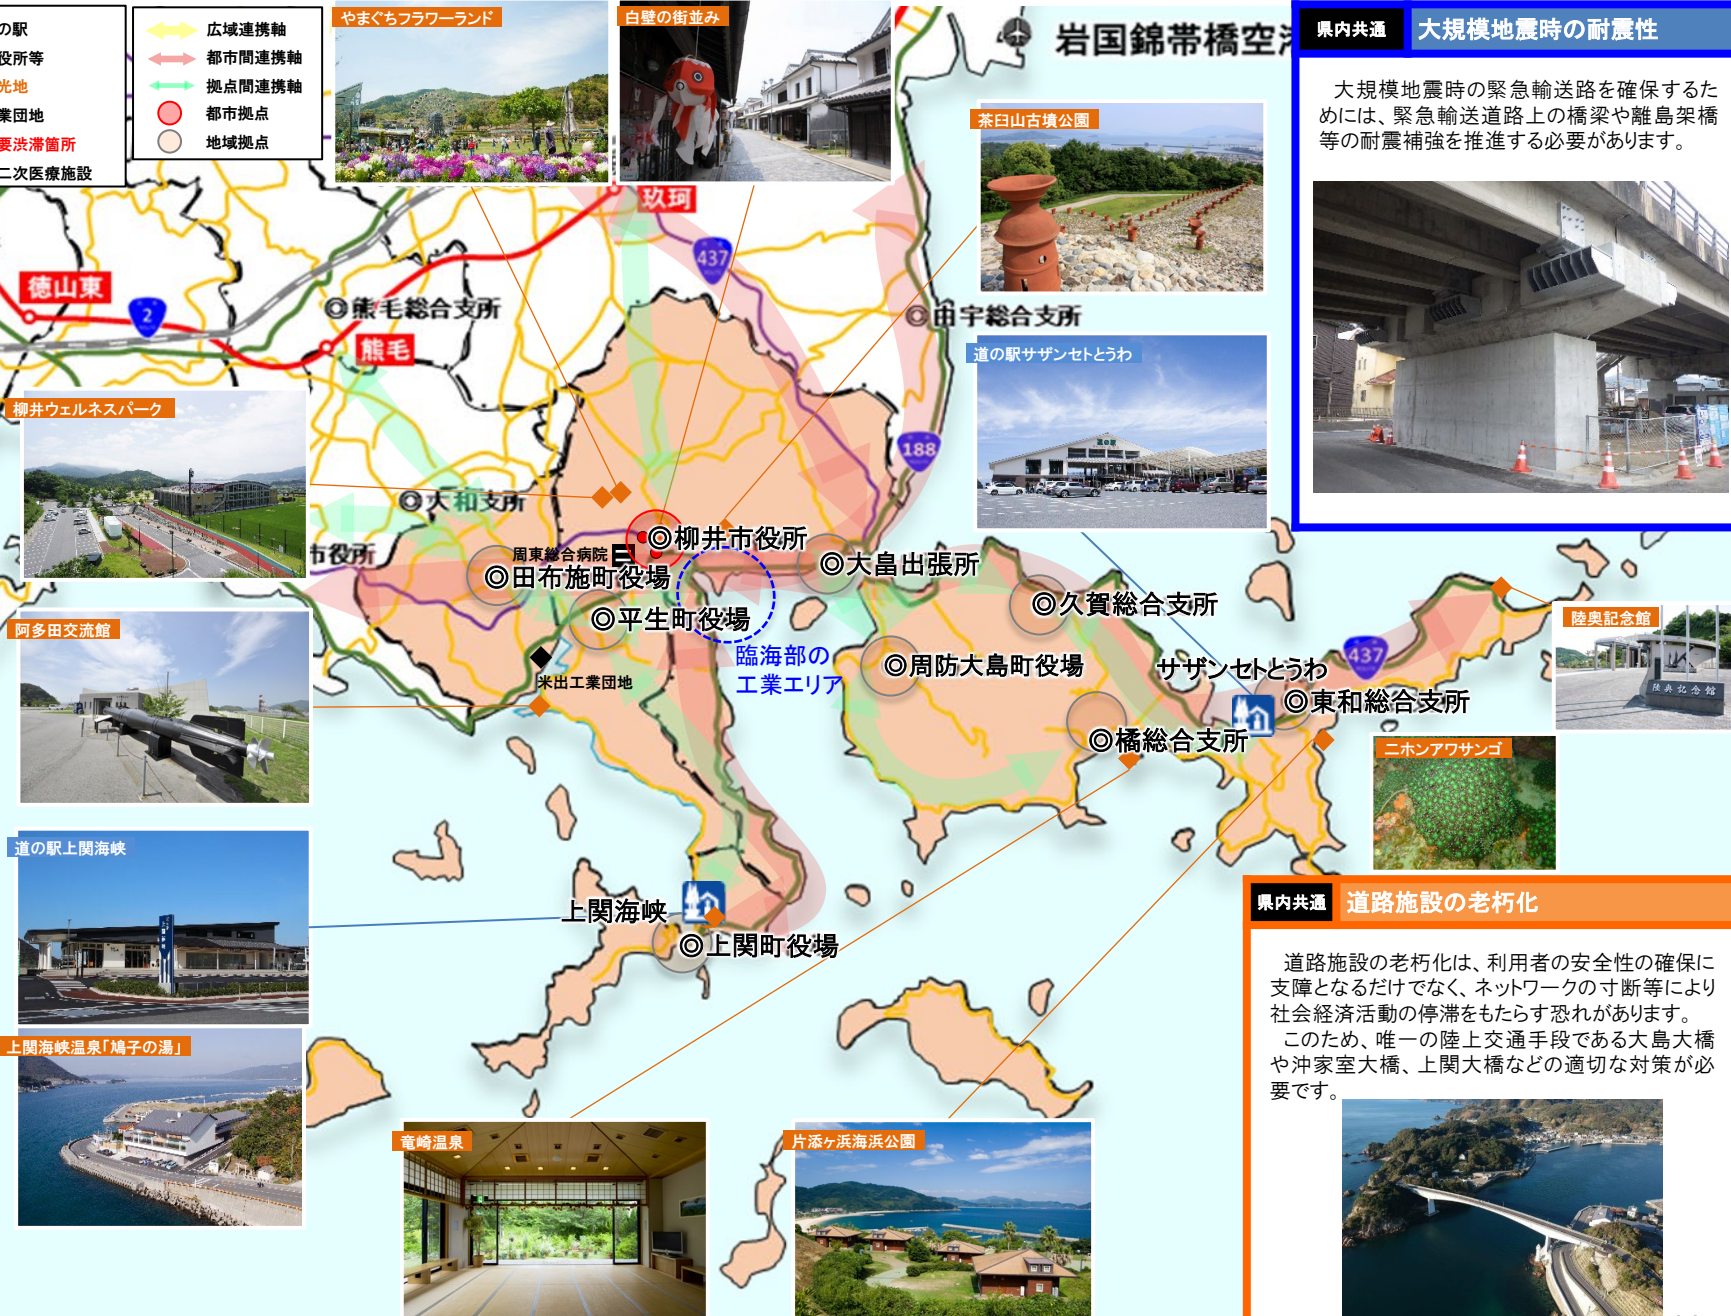 の駅
役所等
光地
業団地
要渋滞箇所
二次医療施設
広域連携軸
都市間連携軸
拠点間連携軸
都市拠点
地域拠点
やまぐちフラワーランド
白壁の街並み
岩国錦帯橋空
県内共通 大規模地震時の耐震性
大規模地震時の緊急輸送路を確保するた
めには、緊急輸送道路上の橋梁や離島架橋
等の耐震補強を推進する必要があります。
茶臼山古墳公園
玖珂
437
徳山東
2
熊毛総合支所
熊毛
由宇総合支所
道の駅サザンセトとうわ
柳井ウェルネスパーク
188
大和支所
市役所
周東総合病院
◎柳井市役所
◎田布施町役場
◎大畠出張所
◎平生町役場
◎久賀総合支所
臨海部の
工業エリア
◎周防大島町役場
米出工業団地
サザンセトとうわ
437
◎東和総合支所
◎橘総合支所
陸奥記念館
陸奥記念館
阿多田交流館
ニホンアワサンゴ
道の駅上関海峡
上関海峡
◎上関町役場
上関海峡温泉「鳩子の湯」
竜崎温泉
片添ヶ浜海浜公園
県内共通 道路施設の老朽化
道路施設の老朽化は、利用者の安全性の確保に
支障となるだけでなく、ネットワークの寸断等により
社会経済活動の停滞をもたらす恐れがあります。
このため、唯一の陸上交通手段である大島大橋
や沖家室大橋、上関大橋などの適切な対策が必
要です。